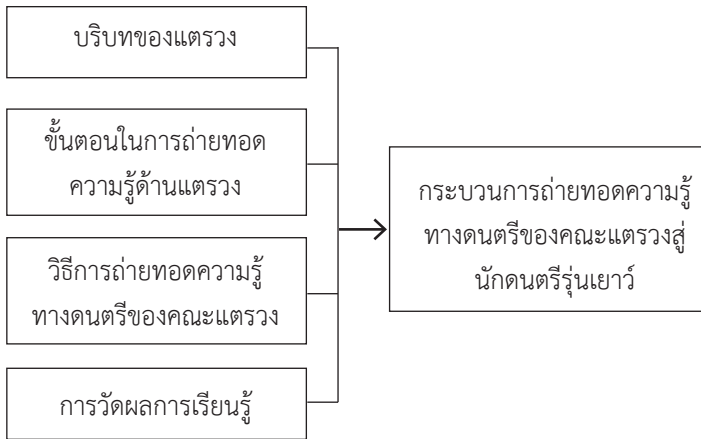 บริบทของแตรวง
ขั้นตอนในการถ่ายทอด
ความรู้ด้านแตรวง
วิธีการถ่ายทอดความรู้
ทางดนตรีของคณะแตรวง
การวัดผลการเรียนรู้
กระบวนการถ่ายทอดความรู้
ทางดนตรีของคณะแตรวงสู่
นักดนตรีรุ่นเยาว์